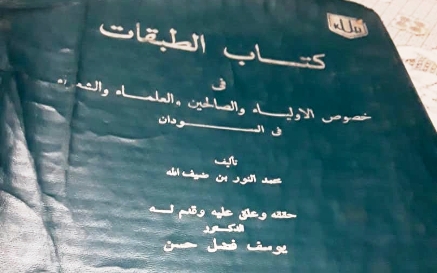 كتاب الطبقات
في
خصوص الاولياء والصالحين والعلماء والشعراء
في الســودان
تأليف
محمد النور بن ضيف الله
حققه وعلق عليه وقدم له
الدكتور
يوسف فضل حسن